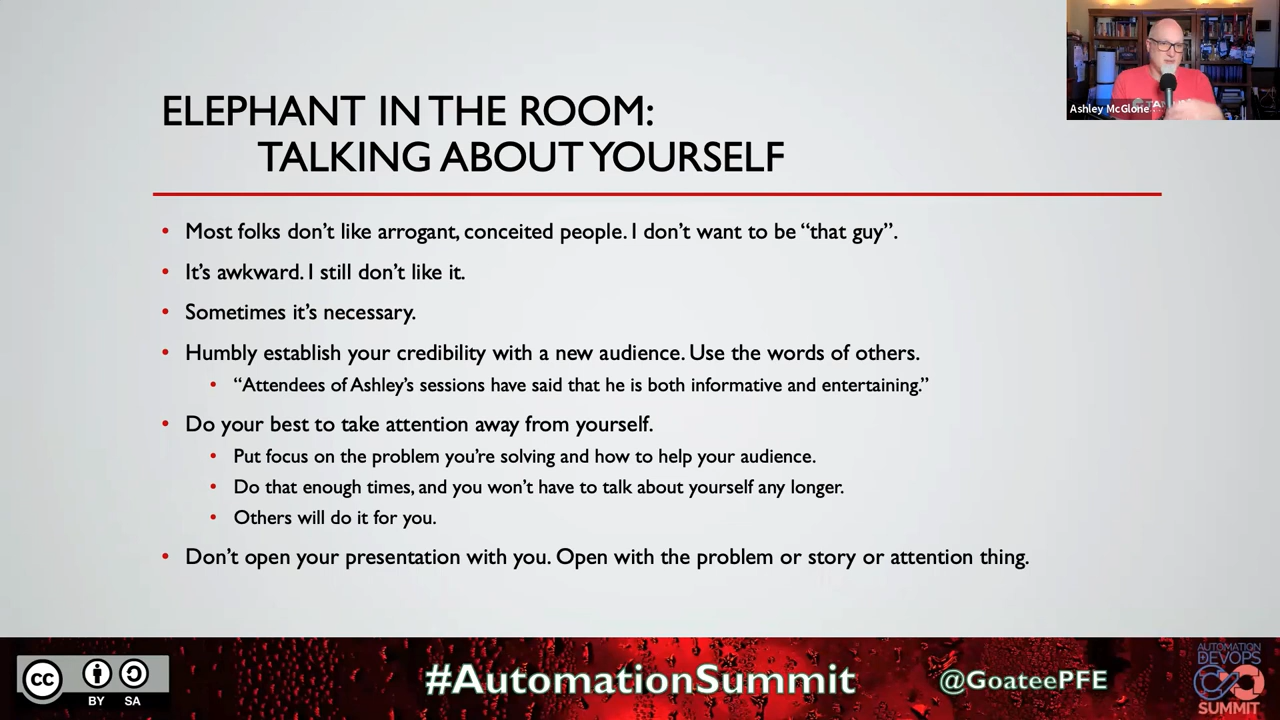 ELEPHANT IN THE ROOM:
TALKING ABOUT YOURSELF
Ashley McGlone
• Most folks don’t like arrogant, conceited people. I don’t want to be “that guy”.
• It’s awkward. I still don’t like it.
• Sometimes it’s necessary.
• Humbly establish your credibility with a new audience. Use the words of others.
• “Attendees of Ashley’s sessions have said that he is both informative and entertaining.”
• Do your best to take attention away from yourself.
• Put focus on the problem you’re solving and how to help your audience.
• Do that enough times, and you won’t have to talk about yourself any longer.
• Others will do it for you.
• Don’t open your presentation with you. Open with the problem or story or attention thing.
cc
BY SA
#AutomationSummit
@GoateePFE
AUTOMATION
DEVOPS
SUMMIT